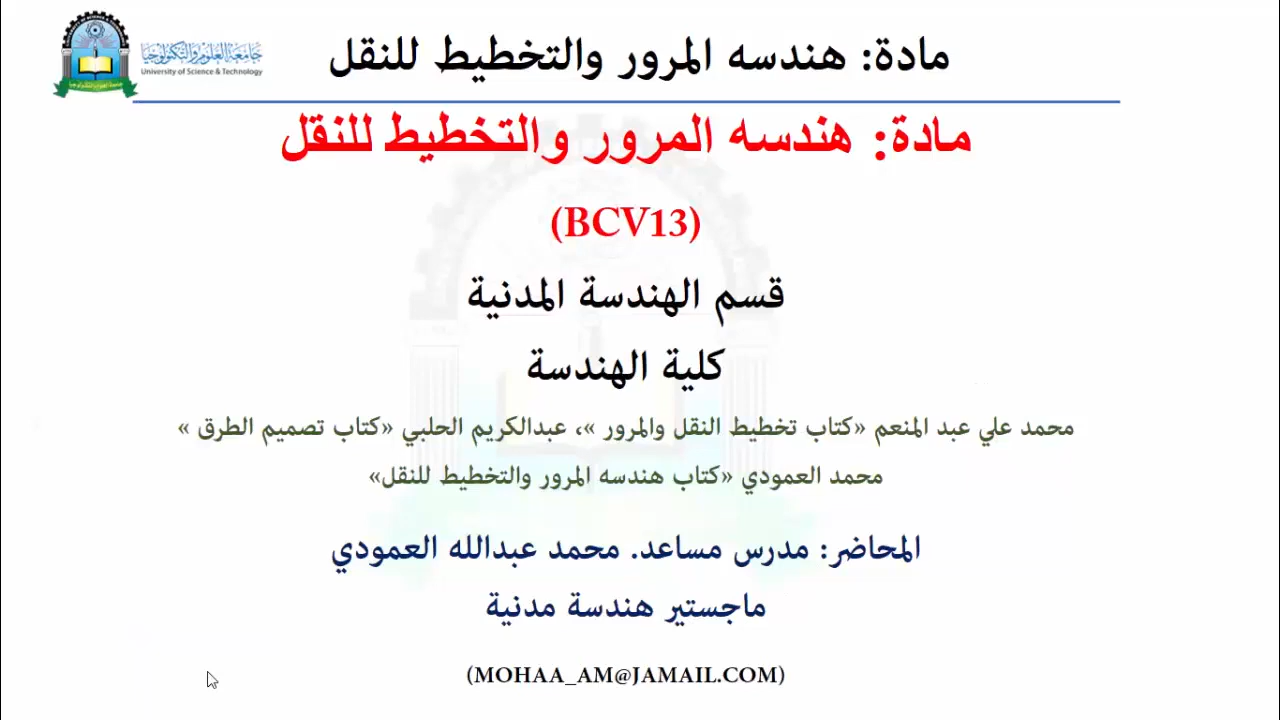 جامعة العلوم والتكنولوجيا
University of Science & Technology
مادة: هندسه المرور والتخطيط للنقل
مادة: هندسه المرور والتخطيط للنقل
(BCV13)
قسم الهندسة المدنية
كلية الهندسة
محمد علي عبد المنعم «كتاب تخطيط النقل والمرور »، عبدالكريم الحلبي «كتاب تصميم الطرق »
محمد العمودي «كتاب هندسه المرور والتخطيط للنقل»
المحاضر: مدرس مساعد. محمد عبدالله العمودي
ماجستير هندسة مدنية
(MOHAA_AM@JAMAIL.COM)